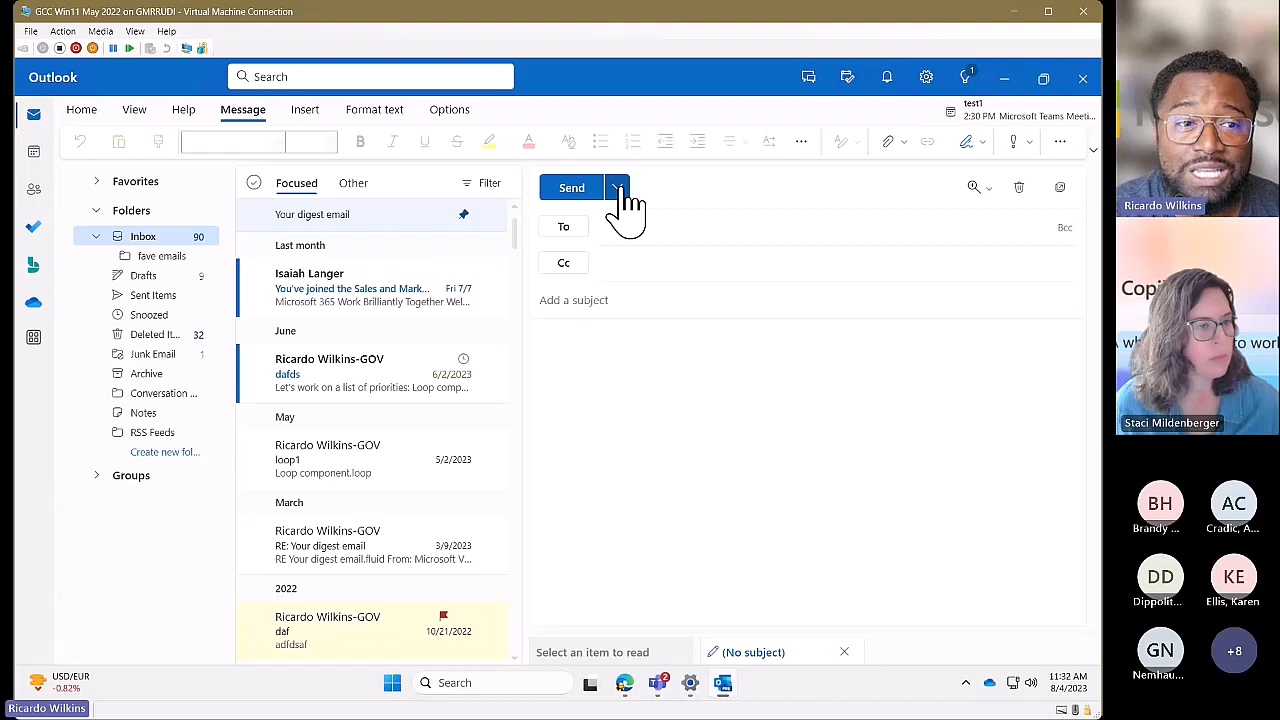 GCC Win11 May 2022 on GMRRUDI - Virtual Machine Connection
File Action Media View Help
Outlook
Search
1
Home View Help Message Insert Format text Options
test1
2:30 PM Microsoft Teams Meeti...
Favorites
Folders
Inbox 90
fave emails
Drafts 9
Sent Items
Snoozed
Deleted It... 32
Junk Email 1
Archive
Conversation ...
Notes
RSS Feeds
Create new fol...
Groups
Focused Other Filter
Your digest email
Last month
Isaiah Langer
You've joined the Sales and Mark... Fri 7/7
Microsoft 365 Work Brilliantly Together Wel...
June
Ricardo Wilkins-GOV
dafds 6/2/2023
Let's work on a list of priorities: Loop comp...
May
Ricardo Wilkins-GOV
loop1 5/2/2023
Loop component.loop
March
Ricardo Wilkins-GOV
RE: Your digest email 3/9/2023
RE Your digest email.fluid From: Microsoft V...
2022
Ricardo Wilkins-GOV
daf 10/21/2022
adfdsaf
Send
To
Bcc
Cc
Add a subject
Select an item to read
(No subject)
USD/EUR
-0.82%
Search
2
11:32 AM
8/4/2023
Ricardo Wilkins
Ricardo Wilkins
Copi
to work
Staci Mildenberger
BH AC
Brandy ... Cradic, A...
DD KE
Dippolit... Ellis, Karen
GN +8
Nemhau...